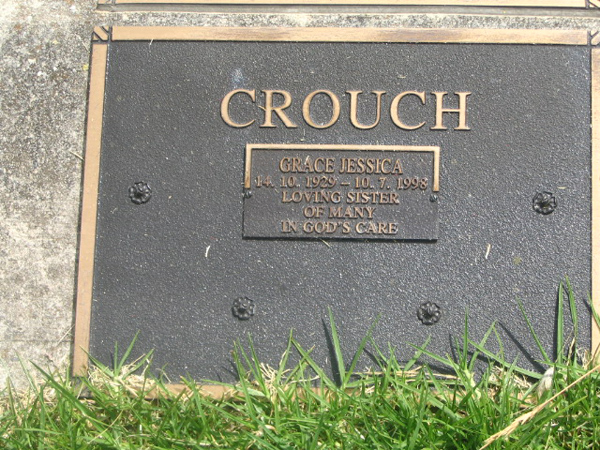 CROUCH
GRACE JESSICA
14. 10. 1929 – 10. 7. 1998
LOVING SISTER
OF MANY
IN GOD'S CARE